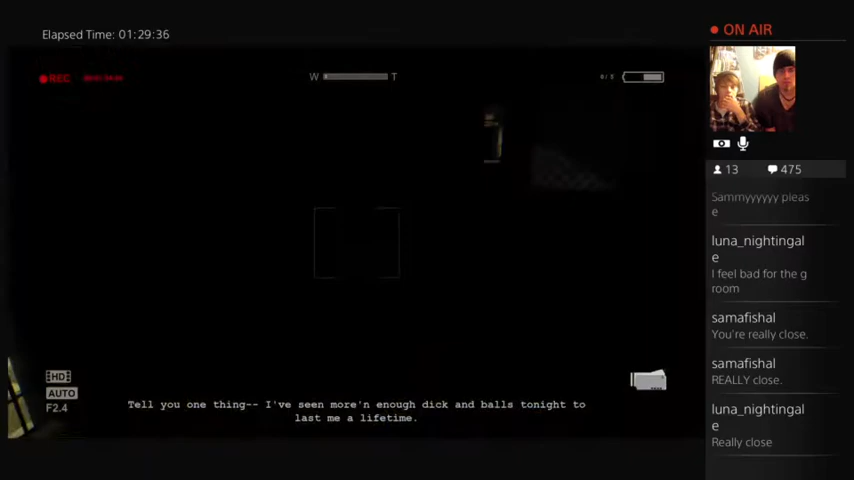 Elapsed Time: 01:29:36
ON AIR
REC
W T
13 475
Sammyyyyyy pleas
e
luna_nightingal
e
I feel bad for the g
room
samafishal
You're really close.
samafishal
REALLY close.
luna_nightingal
e
Really close
HD
AUTO
F2.4
Tell you one thing-- I've seen more'n enough dick and balls tonight to
last me a lifetime.